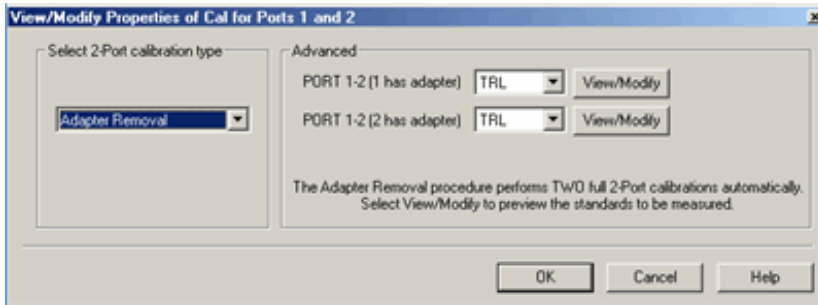 View/Modify Properties of Cal for Ports 1 and 2
Select 2-Port calibration type
Adapter Removal
Advanced
PORT 1-2 (1 has adapter) TRL View/Modify
PORT 1-2 (2 has adapter) TRL View/Modify
The Adapter Removal procedure performs TWO full 2-Port calibrations automatically.
Select View/Modify to preview the standards to be measured.
OK Cancel Help